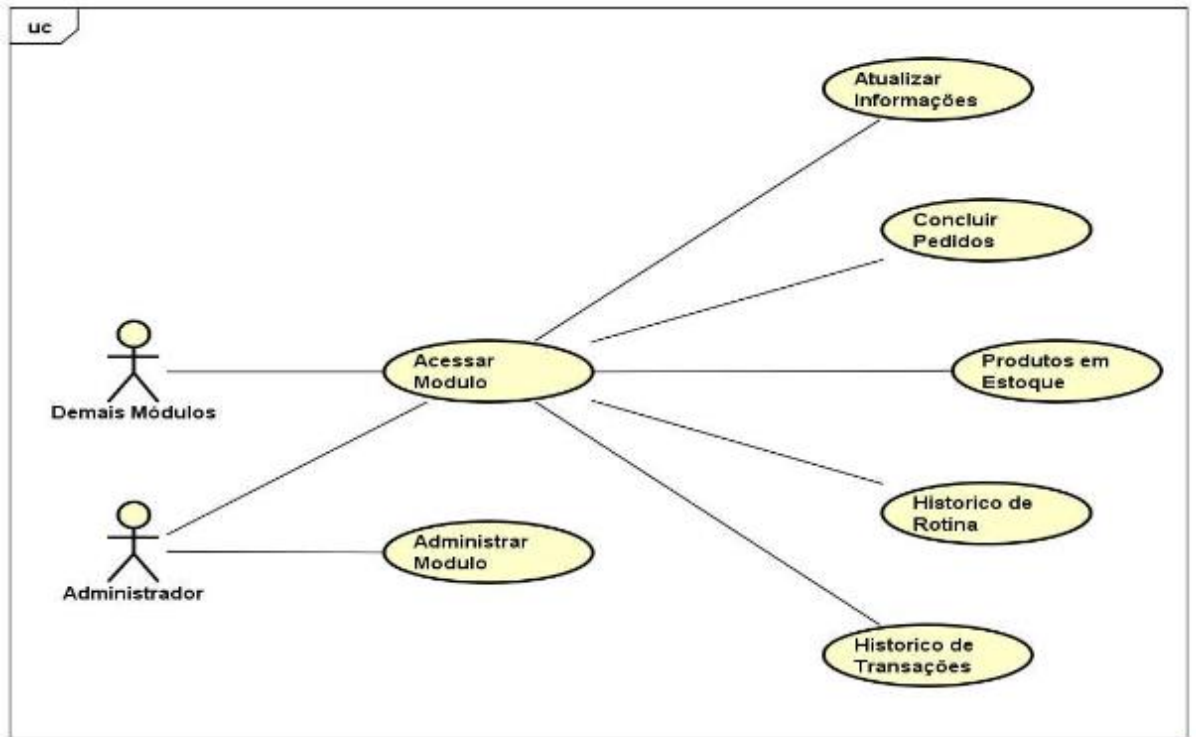 uc
Atualizar
Informações
Concluir
Pedidos
Demais Módulos
Acessar
Modulo
Produtos em
Estoque
Administrador
Administrar
Modulo
Historico de
Rotina
Historico de
Transações